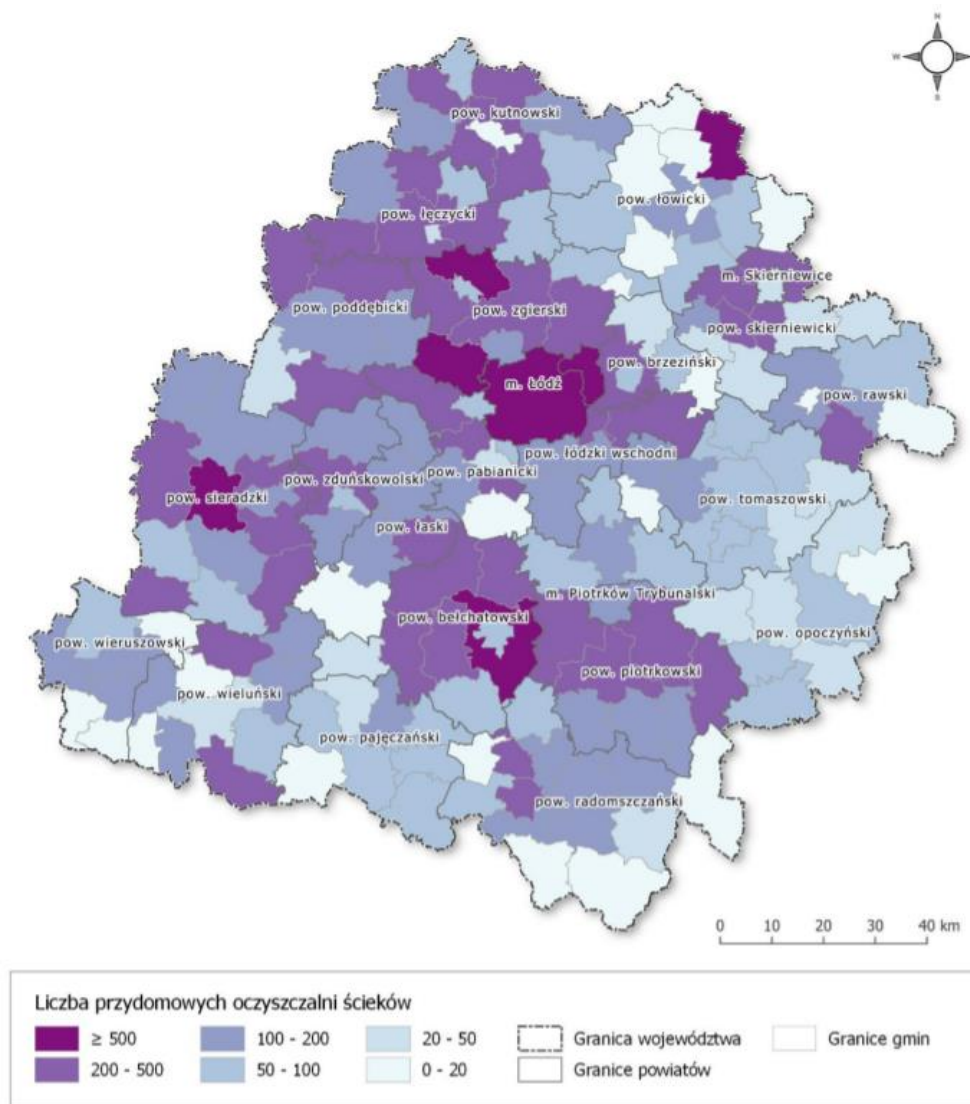 N
W
S
pow. kutnowski
pow. łowicki
pow. łęczycki
m. Skierniewice
pow. poddębicki
pow. zgierski
pow. skierniewicki
pow. brzeziński
m. Łódź
pow. rawski
pow. łódzki wschodni
pow. pabianicki
pow. zduńskowolski
pow. sieradzki
pow. tomaszowski
pow. łaski
m. Piotrków Trybunalski
pow. bełchatowski
pow. opoczyński
pow. wieruszowski
pow. piotrkowski
pow. wieluński
pow. pajęczański
pow. radomszczański
0 10 20 30 40 km
Liczba przydomowych oczyszczalni ścieków
≥ 500 100 - 200 20 - 50 Granica województwa Granice gmin
200 - 500 50 - 100 0 - 20 Granice powiatów